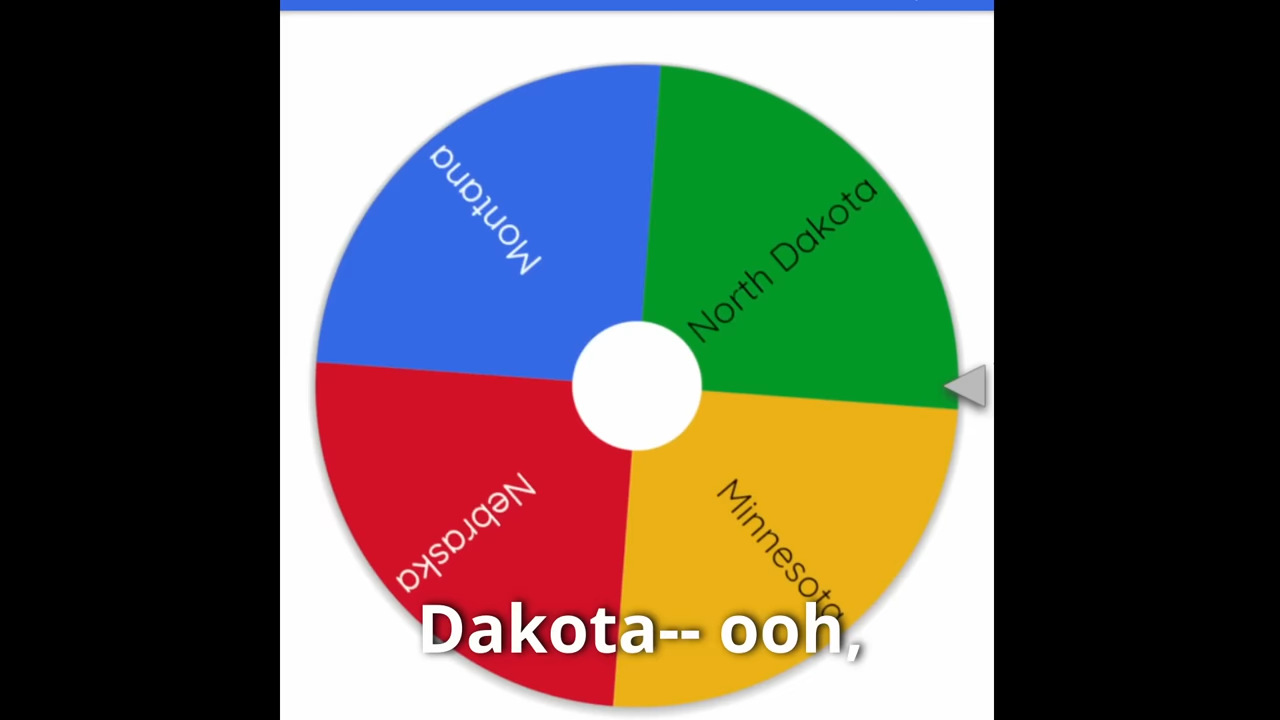 Montana
North Dakota
Nebraska
Minnesota
Dakota-- ooh,